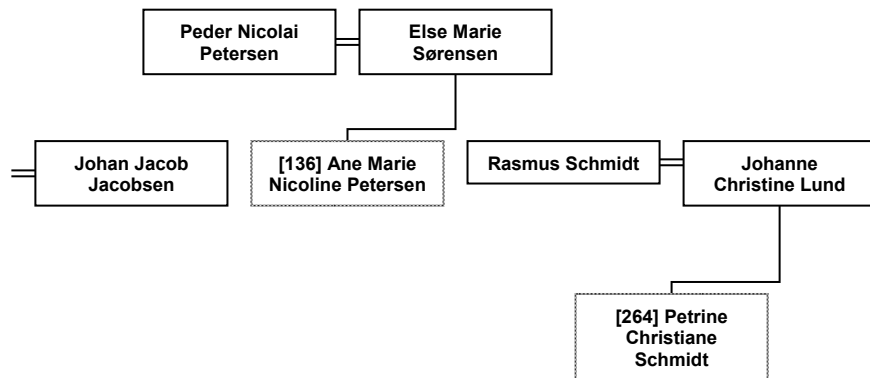 Peder Nicolai
Petersen
Else Marie
Sørensen
Johan Jacob
Jacobsen
[136] Ane Marie
Nicoline Petersen
Rasmus Schmidt
Johanne
Christine Lund
[264] Petrine
Christiane
Schmidt